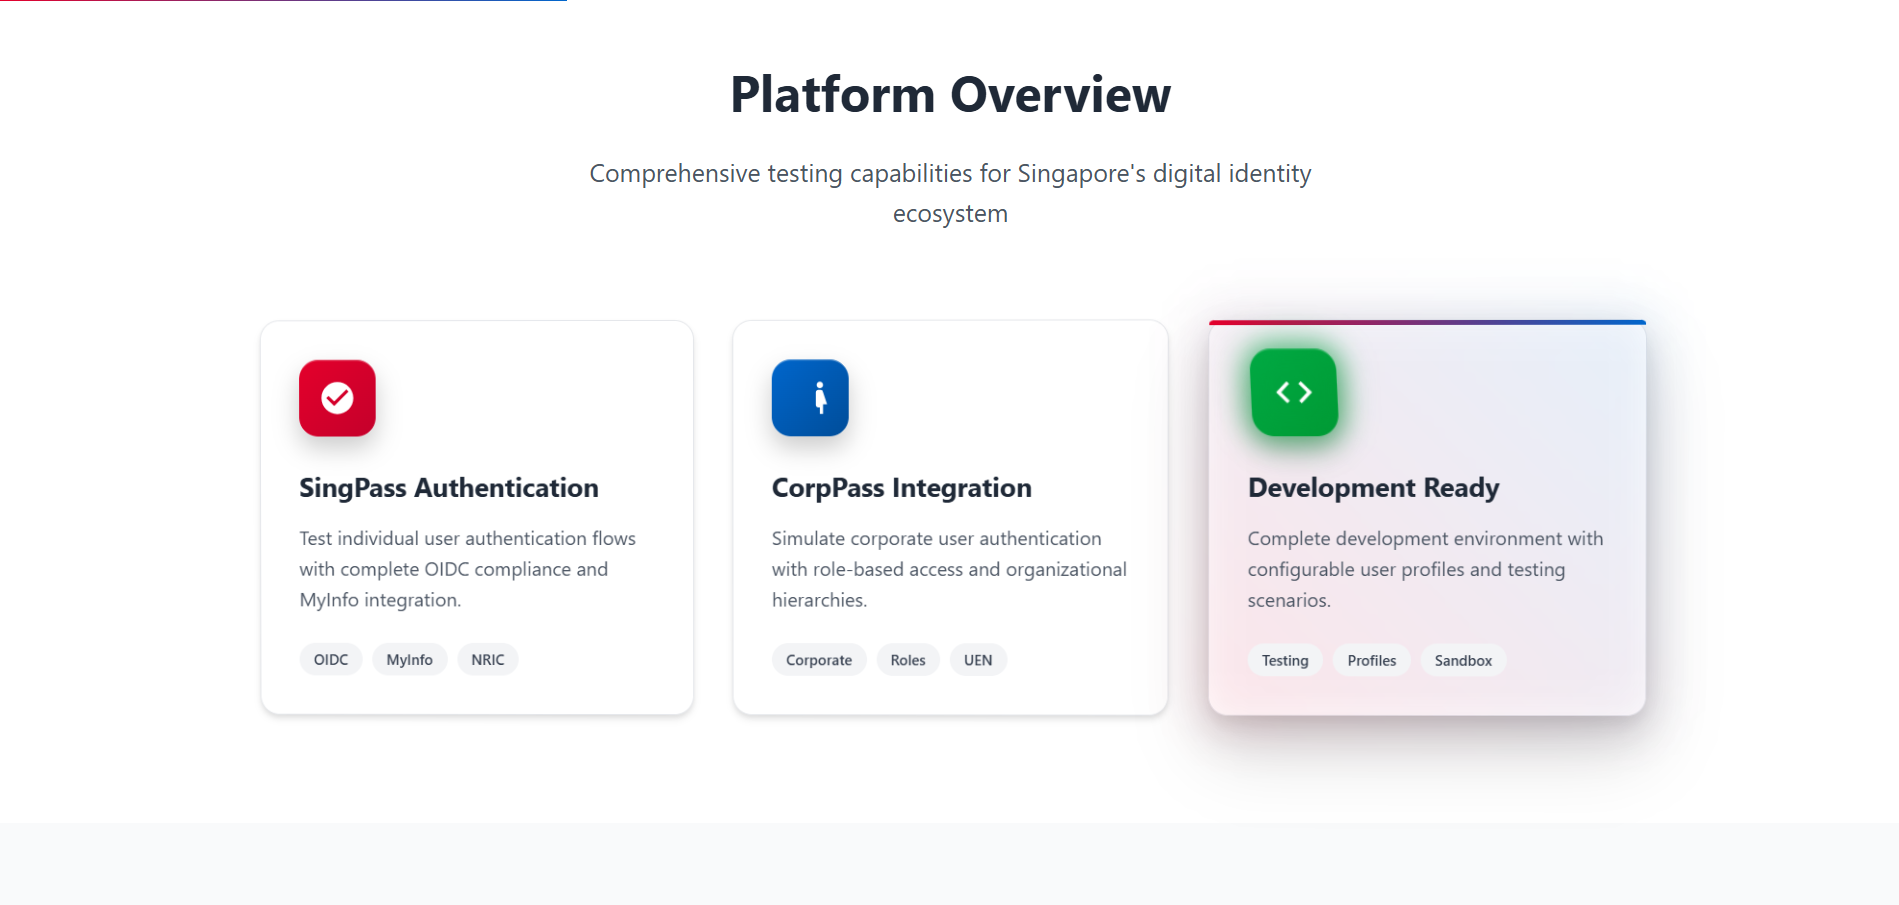 Platform Overview
Comprehensive testing capabilities for Singapore's digital identity
ecosystem
SingPass Authentication
Test individual user authentication flows
with complete OIDC compliance and
MyInfo integration.
OIDC MyInfo NRIC
CorpPass Integration
Simulate corporate user authentication
with role-based access and organizational
hierarchies.
Corporate Roles UEN
Development Ready
Complete development environment with
configurable user profiles and testing
scenarios.
Testing Profiles Sandbox